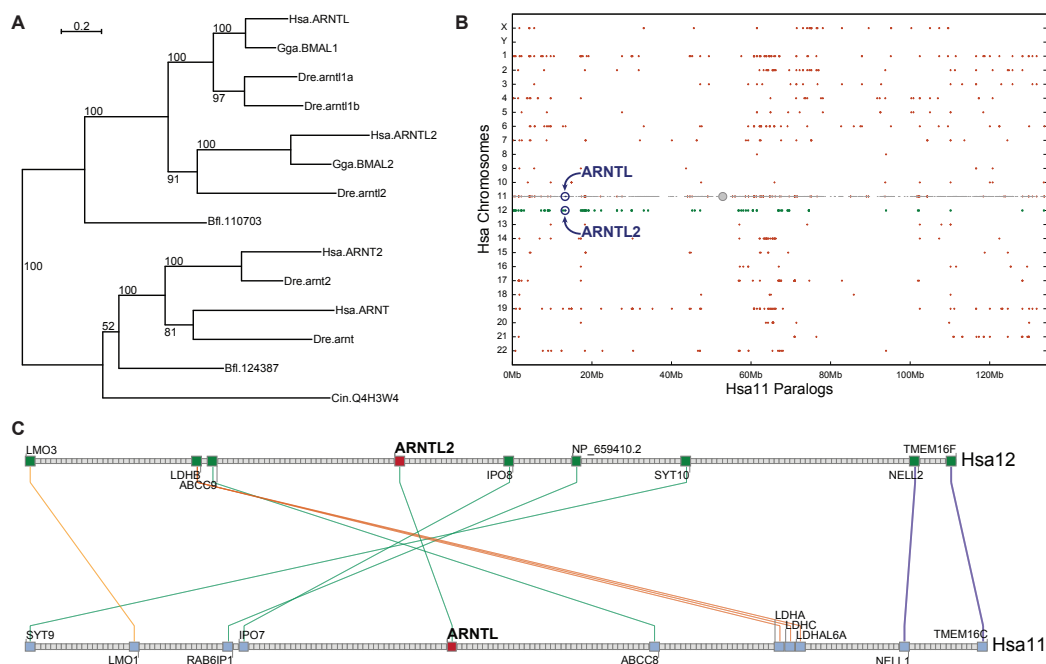 A
0.2
100
Hsa.ARNTL
Gga.BMAL1
100
97
Dre.arntl1a
Dre.arntl1b
100
100
Hsa.ARNTL2
Gga.BMAL2
91
Dre.arntl2
Bfl.110703
100
100
Hsa.ARNT2
Dre.arnt2
100
52
81
Hsa.ARNT
Dre.arnt
Bfl.124387
Cin.Q4H3W4
B
Hsa Chromosomes
X
Y
1
2
3
4
5
6
7
8
9
10
11
12
13
14
15
16
17
18
19
20
21
22
ARNTL
ARNTL2
0Mb 20Mb 40Mb 60Mb 80Mb 100Mb 120Mb
Hsa11 Paralogs
C
LMO3 ARNTL2 NP_659410.2 TMEM16F
Hsa12
LDHB ABCC9 IPO8 SYT10 NELL2
LDHA
LDHC
LDHAL6A
SYT9 IPO7 ARNTL TMEM16C
Hsa11
LMO1 RAB6IP1 ABCC8 NELL1